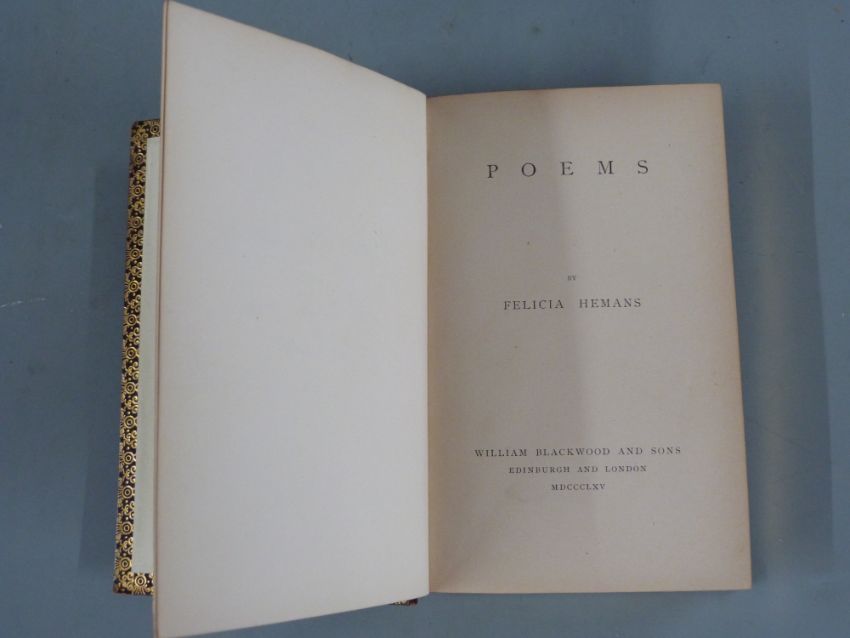 POEMS
BY
FELICIA HEMANS
WILLIAM BLACKWOOD AND SONS
EDINBURGH AND LONDON
MDCCCLXV